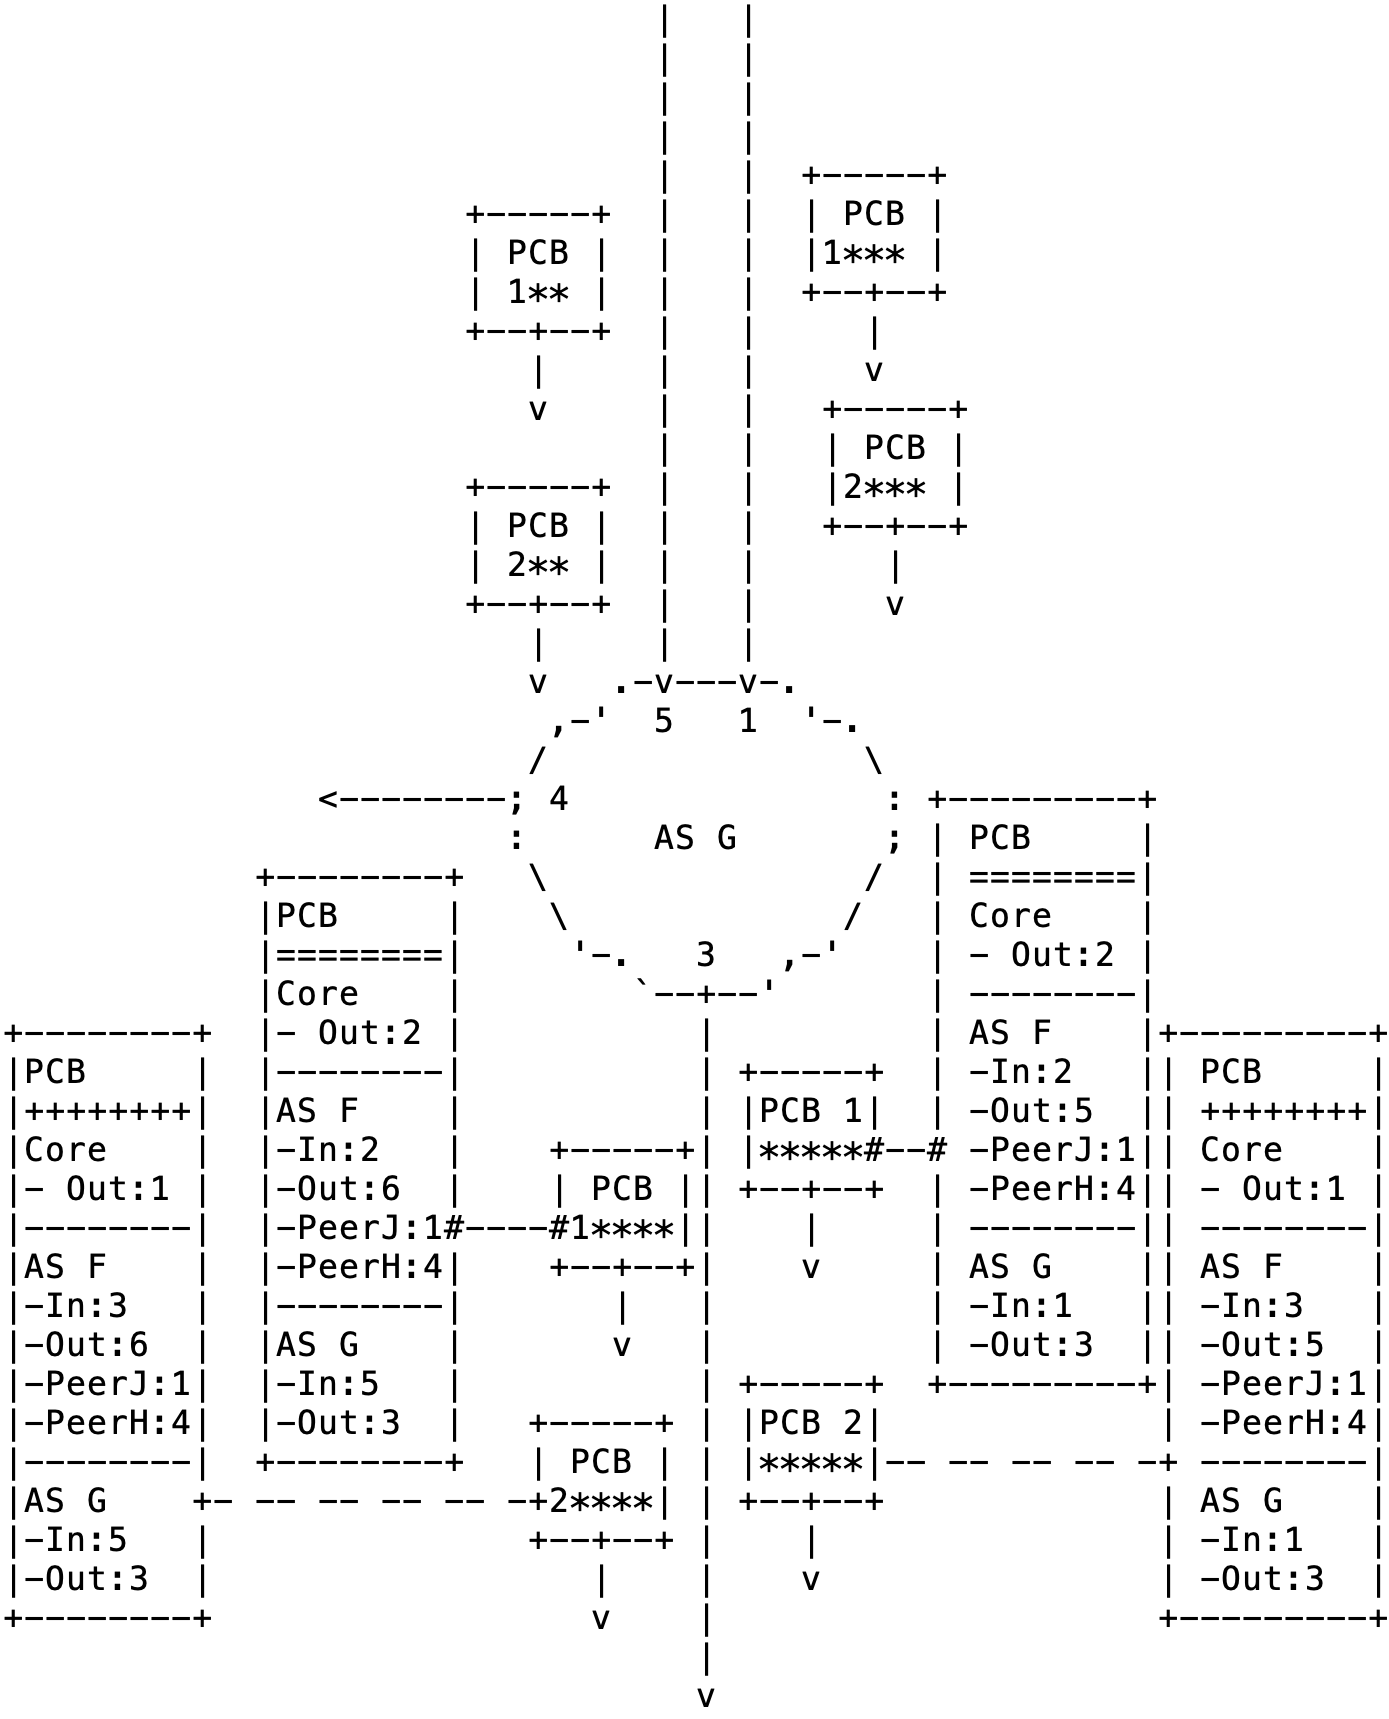 PCB
1***
PCB
1**
PCB
2***
PCB
2**
5 1
4
AS G
3
PCB
========
Core
- Out:2
--------
AS F
-In:2
-Out:5
-PeerJ:1
-PeerH:4
--------
AS G
-In:1
-Out:3
PCB
========
Core
- Out:2
--------
AS F
-In:2
-Out:6
-PeerJ:1
-PeerH:4
--------
AS G
-In:5
-Out:3
PCB
++++++++
Core
- Out:1
--------
AS F
-In:3
-Out:6
-PeerJ:1
-PeerH:4
--------
AS G
-In:5
-Out:3
PCB
1****
PCB
2****
PCB 1
*****
PCB 2
*****
PCB
++++++++
Core
- Out:1
--------
AS F
-In:3
-Out:5
-PeerJ:1
-PeerH:4
--------
AS G
-In:1
-Out:3